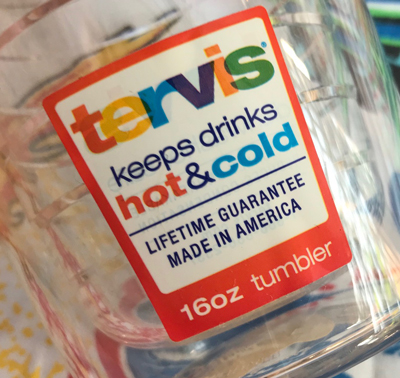 tervis®
keeps drinks
hot&cold
LIFETIME GUARANTEE
MADE IN AMERICA
16oz tumbler